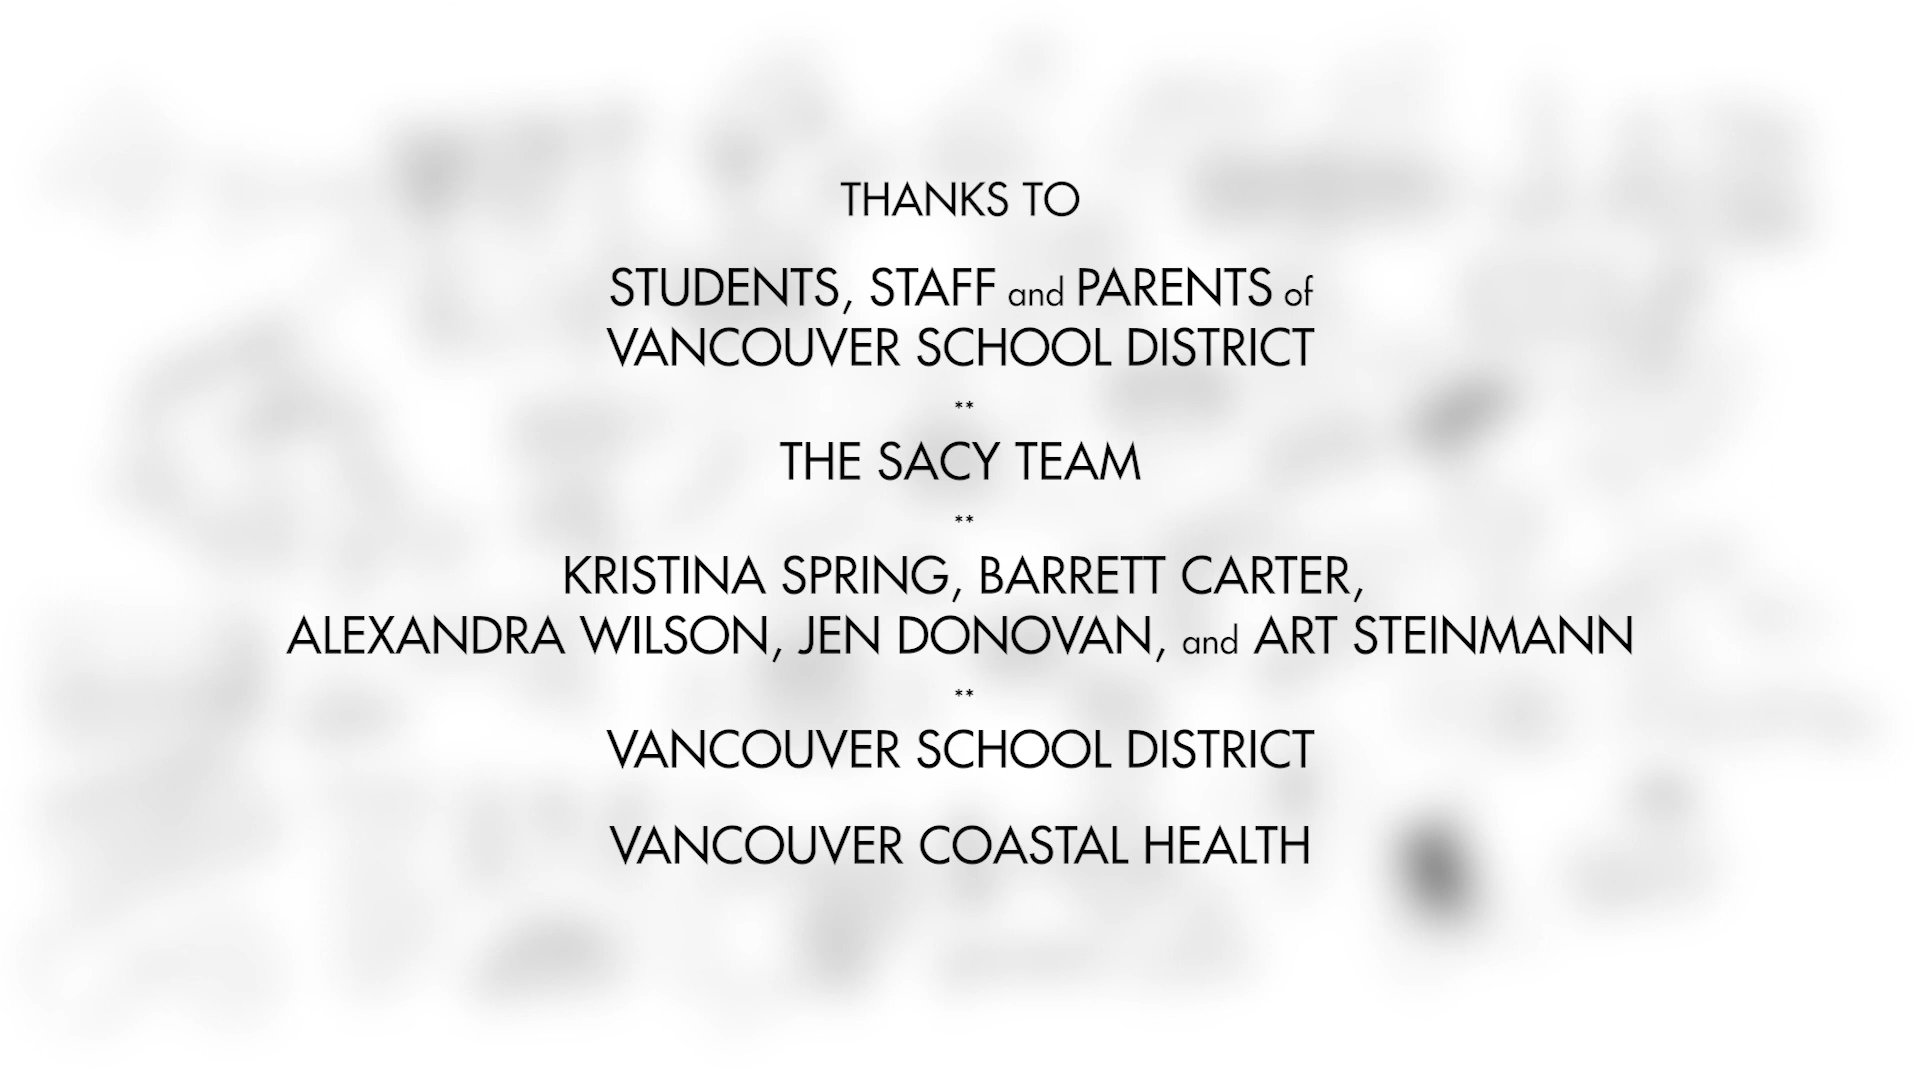 THANKS TO
STUDENTS, STAFF and PARENTS of
VANCOUVER SCHOOL DISTRICT
**
THE SACY TEAM
**
KRISTINA SPRING, BARRETT CARTER,
ALEXANDRA WILSON, JEN DONOVAN, and ART STEINMANN
**
VANCOUVER SCHOOL DISTRICT
VANCOUVER COASTAL HEALTH